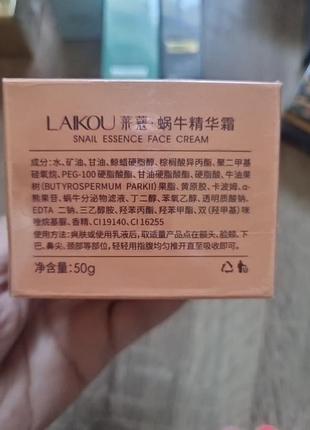 LAIKOU 莱蔻·蜗牛精华霜
SNAIL ESSENCE FACE CREAM
成分:水、矿油、甘油、鲸蜡硬脂醇、棕榈酸异丙酯、聚二甲基
硅氧烷、PEG-100硬脂酸酯、甘油硬脂酸酯、硬脂酸、牛油果
树(BUTYROSPERMUM PARKII)果脂、黄原胶、卡波姆、α-
熊果苷、蜗牛分泌物滤液、丁二醇、苯氧乙醇、透明质酸钠、
EDTA 二钠、三乙醇胺、羟苯丙酯、羟苯甲酯、双(羟甲基)咪
唑烷基脲、香精、CI 19140、CI 16255
使用方法:爽肤或使用乳液后,取适量产品点在额头、脸颊、下
巴、鼻尖、颈部等部位,轻轻用指腹均匀推开直至吸收即可。
净含量:50g